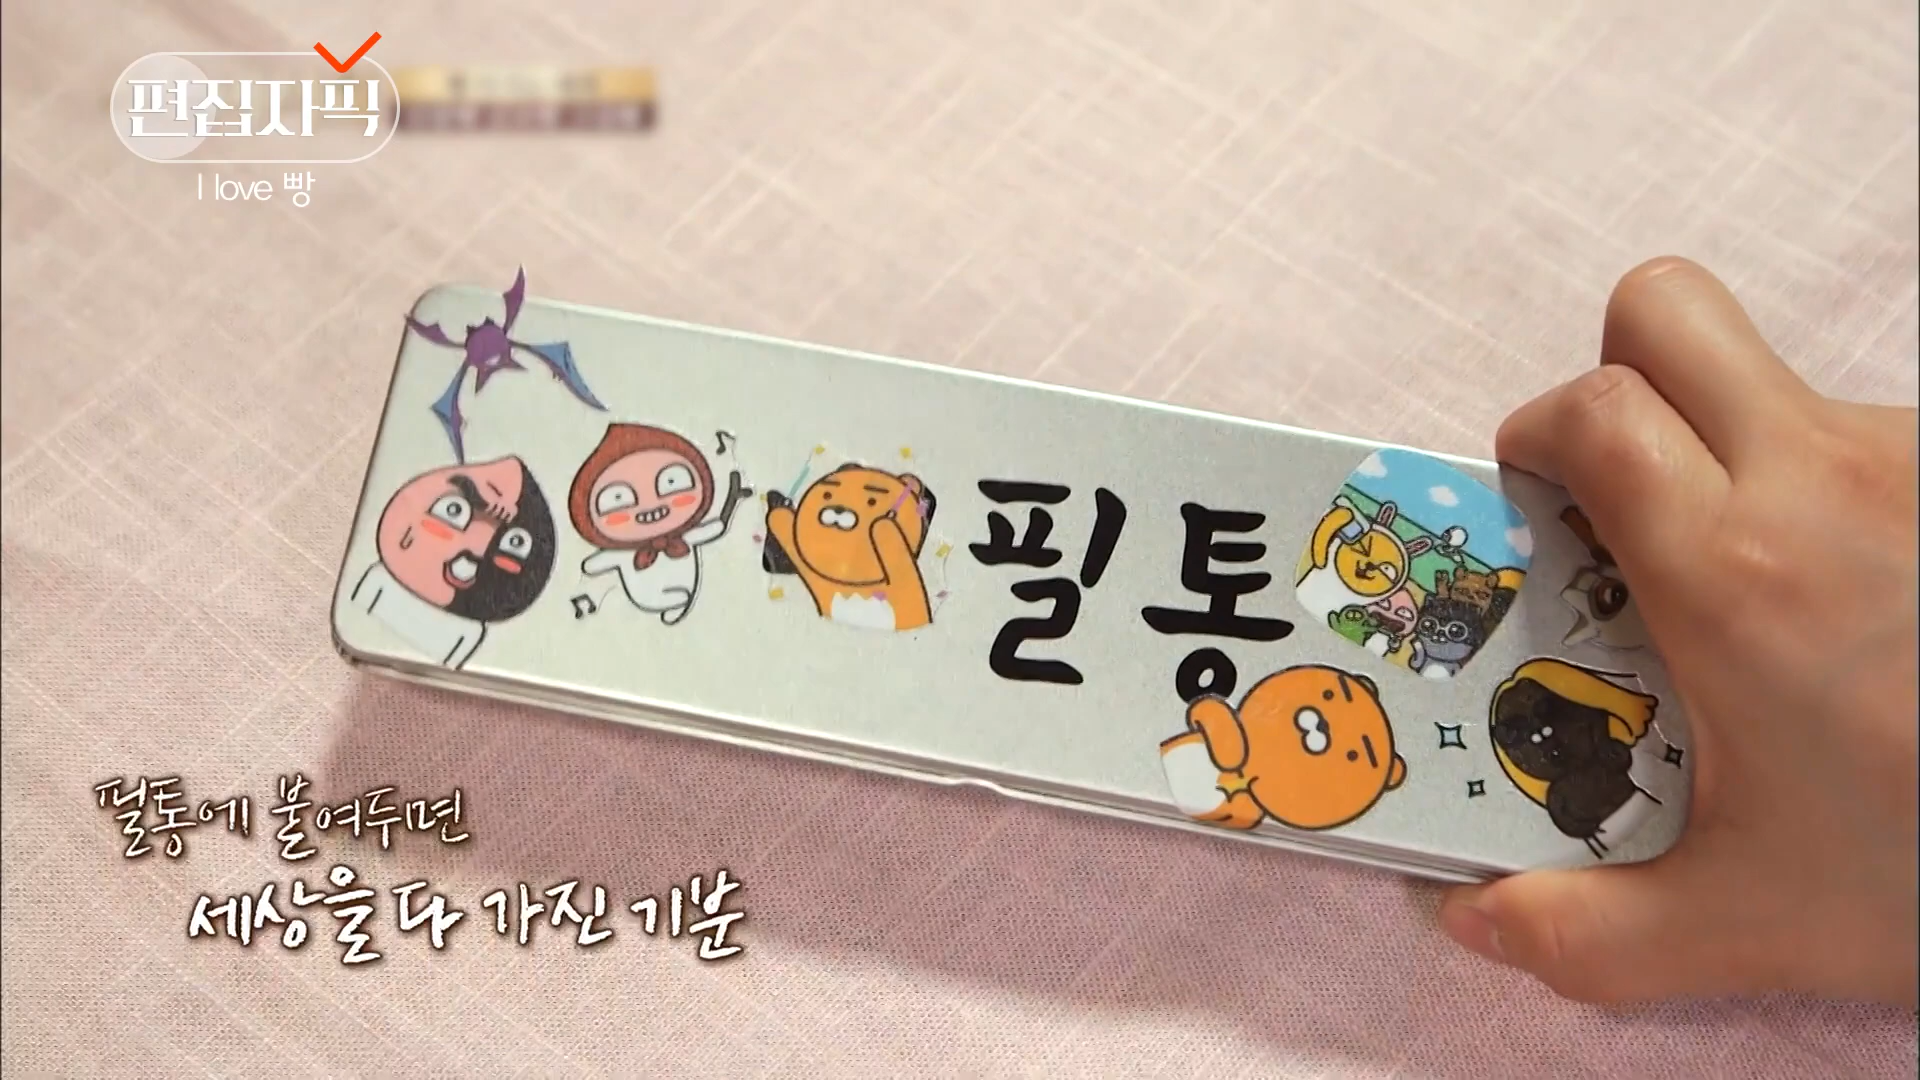 편집자픽
I love 빵
필통
필통에 붙여두면
세상을 다 가진 기분